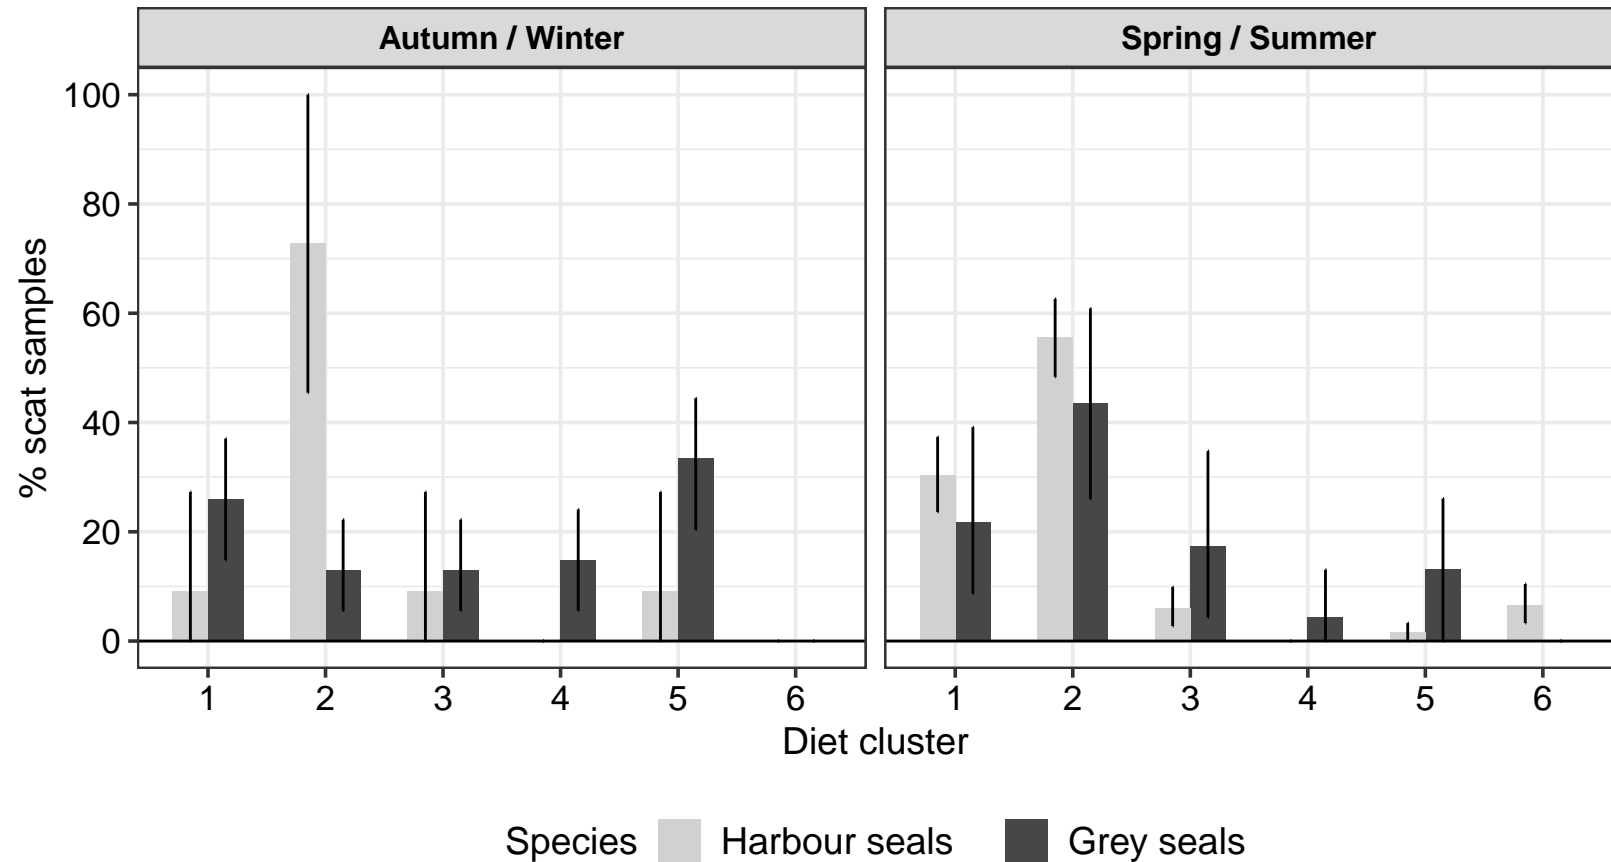 Autumn / Winter
Spring / Summer
% scat samples
100
80
60
40
20
0
1 2 3 4 5 6
1 2 3 4 5 6
Diet cluster
Species Harbour seals Grey seals